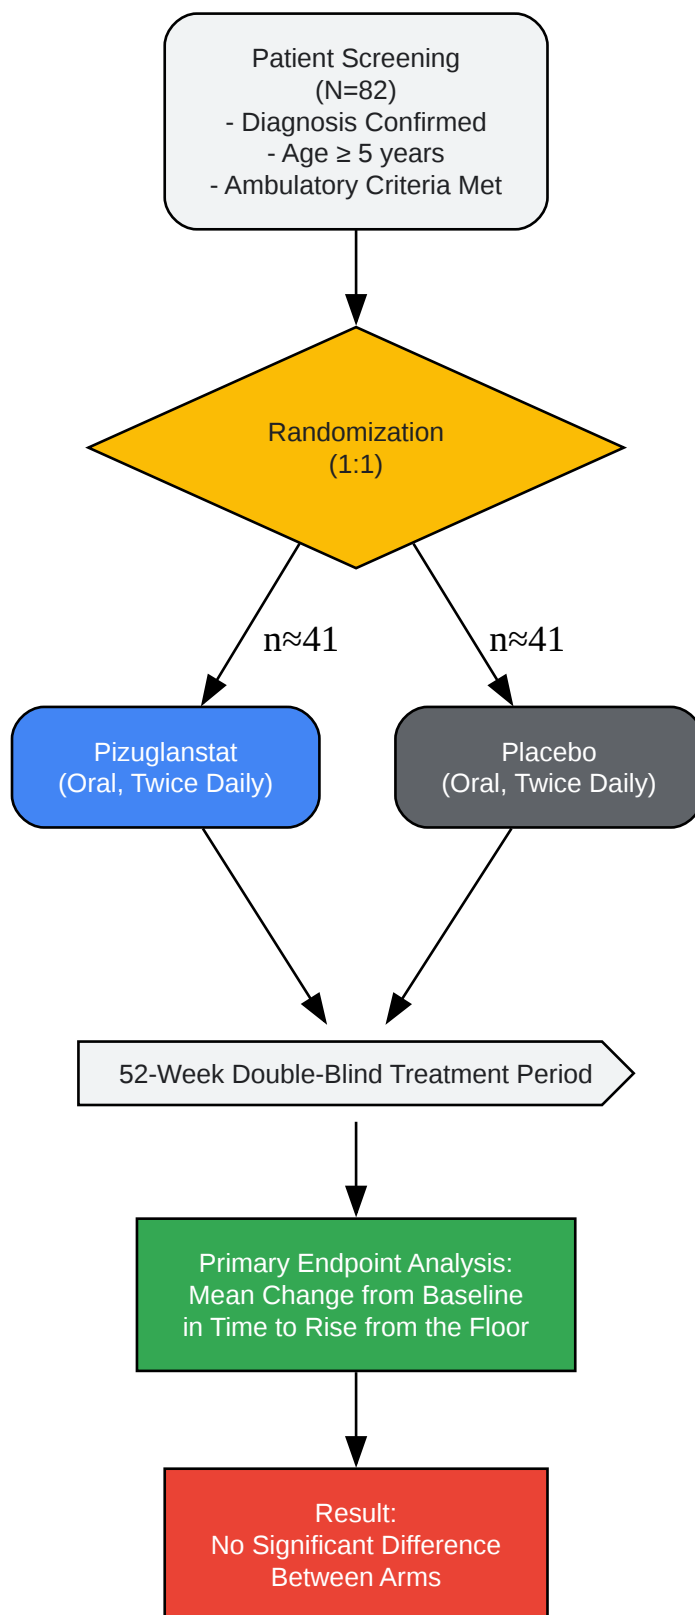 Patient Screening
(N=82)
- Diagnosis Confirmed
- Age ≥ 5 years
- Ambulatory Criteria Met
Randomization
(1:1)
n≈41
n≈41
Pizuglanstat
(Oral, Twice Daily)
Placebo
(Oral, Twice Daily)
52-Week Double-Blind Treatment Period
Primary Endpoint Analysis:
Mean Change from Baseline
in Time to Rise from the Floor
Result:
No Significant Difference
Between Arms